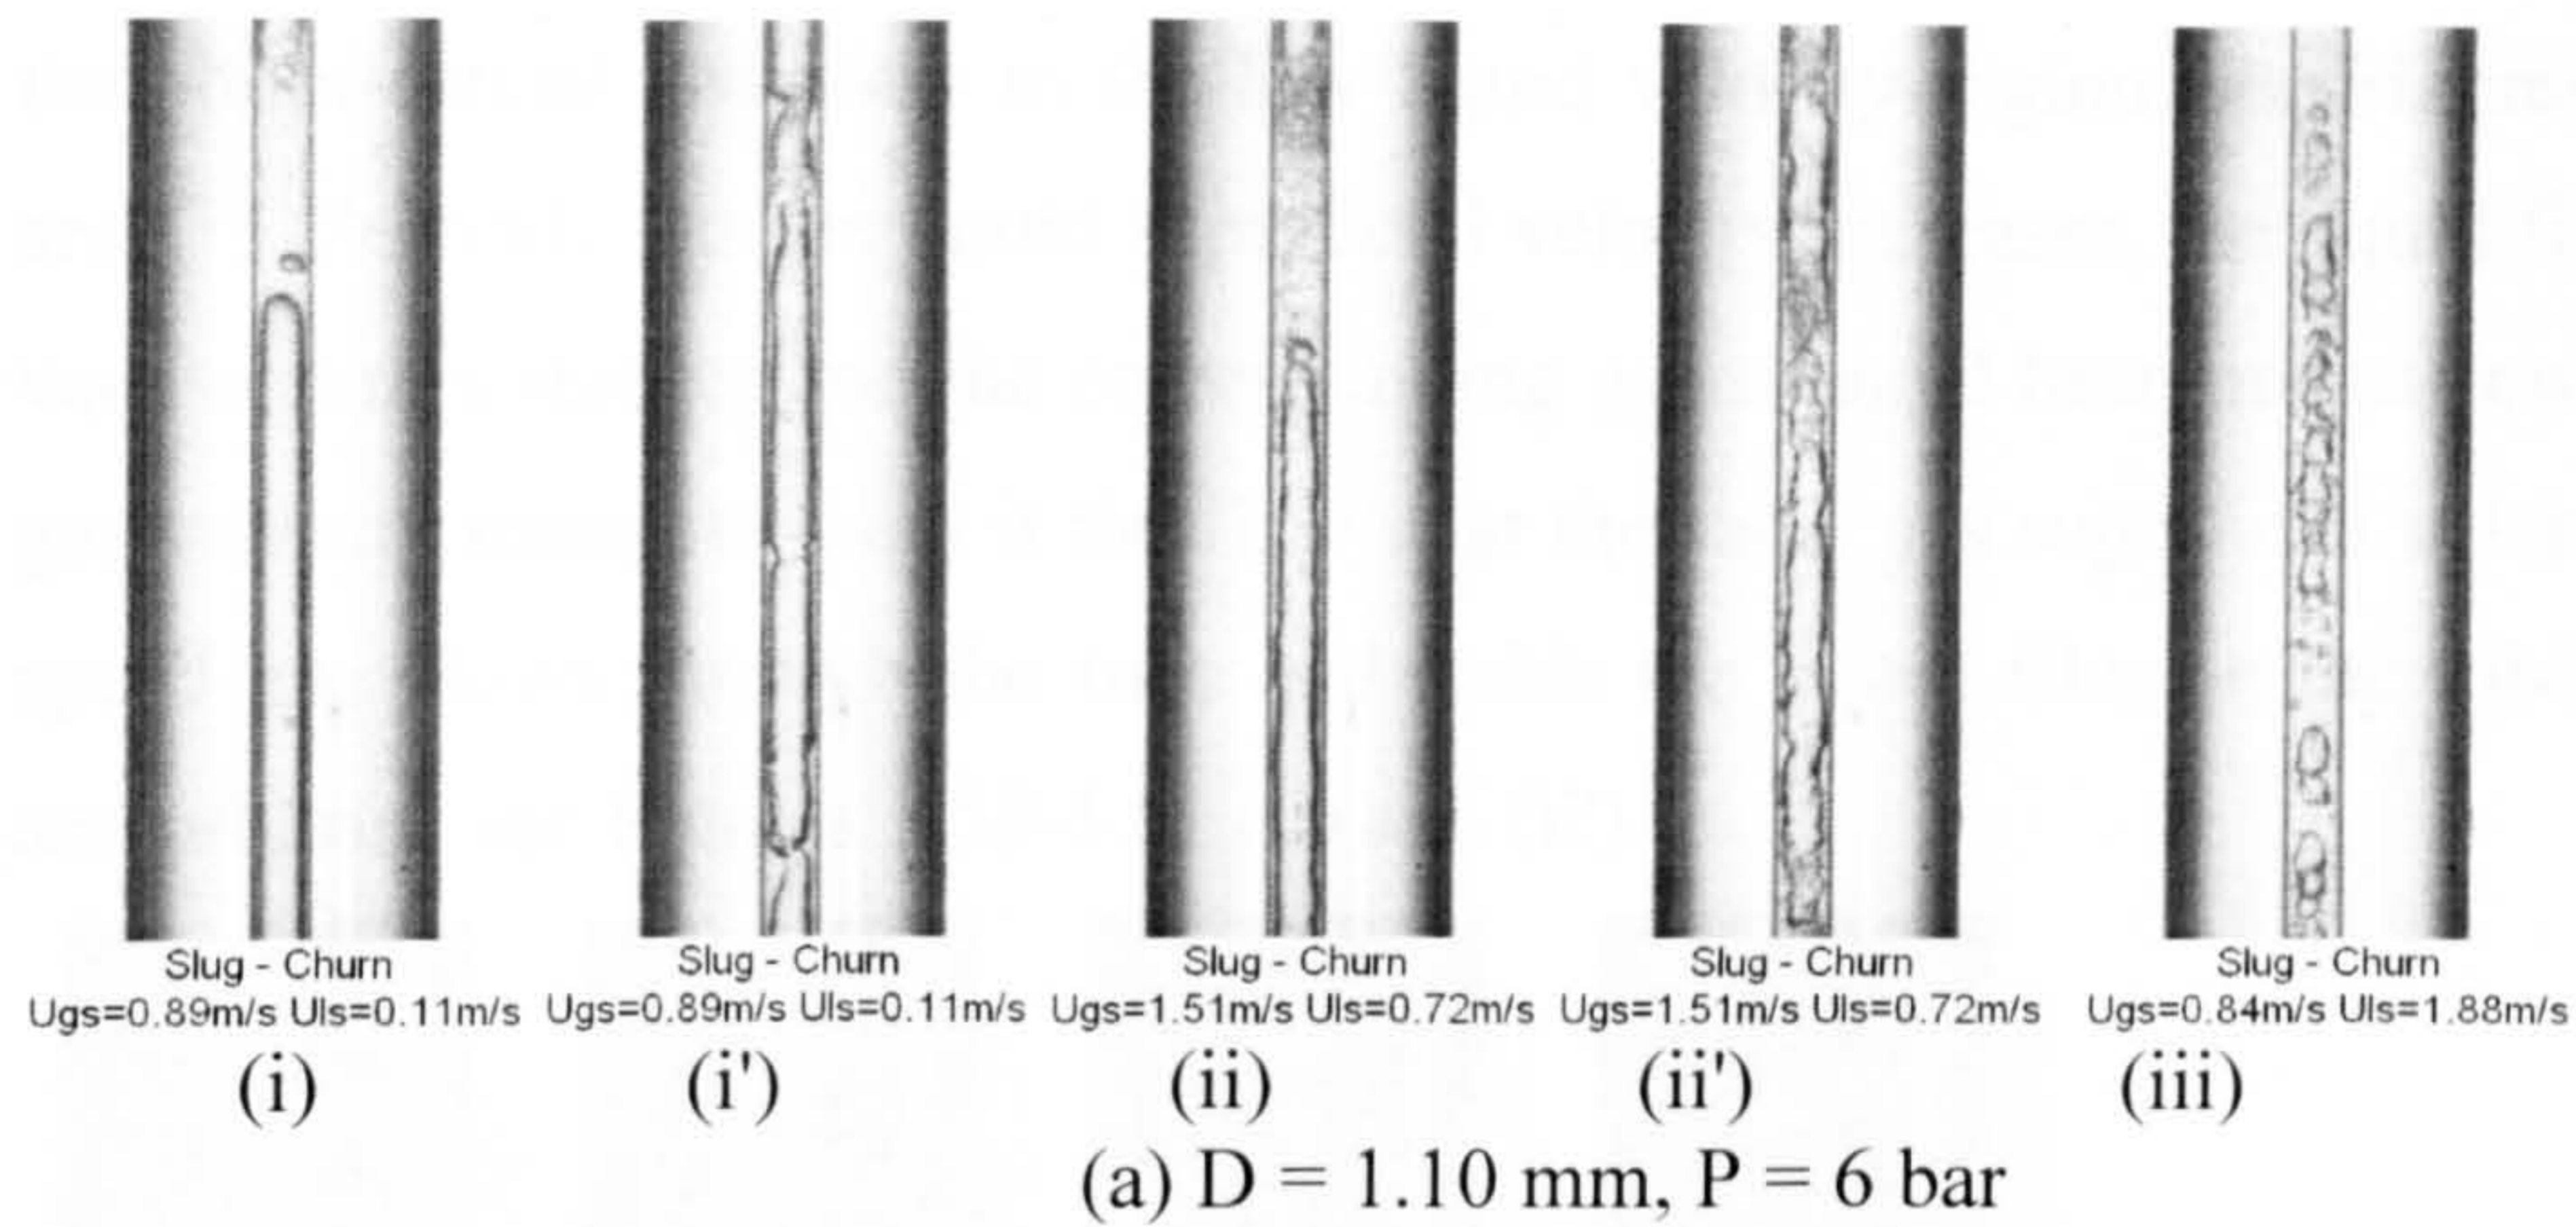 Slug - Churn
Ugs=0.89m/s Uls=0.11m/s
(i)
Slug - Churn
Ugs=0.89m/s Uls=0.11m/s
(i')
Slug - Churn
Ugs=1.51m/s Uls=0.72m/s
(ii)
Slug - Churn
Ugs=1.51m/s Uls=0.72m/s
(ii')
Slug - Churn
Ugs=0.84m/s Uls=1.88m/s
(iii)
(a) D = 1.10 mm, P = 6 bar